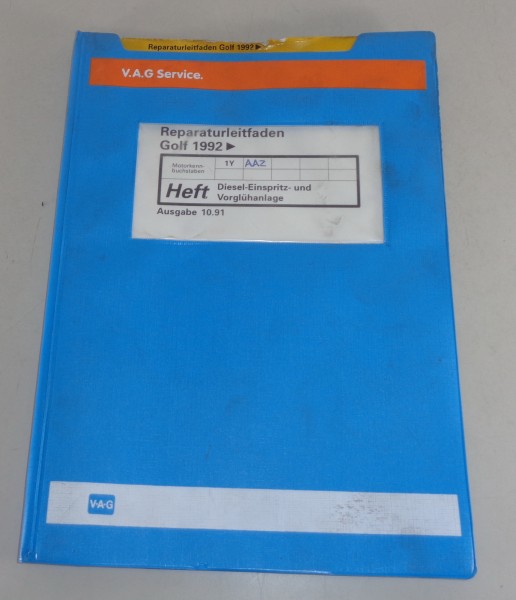 Reparaturleitfaden Golf 1992 ►
V.A.G Service.
Reparaturleitfaden
Golf 1992 ►
Motorkenn-
buchstaben
1Y AAZ
Heft
Diesel-Einspritz- und
Vorglühanlage
Ausgabe 10.91
V·A·G